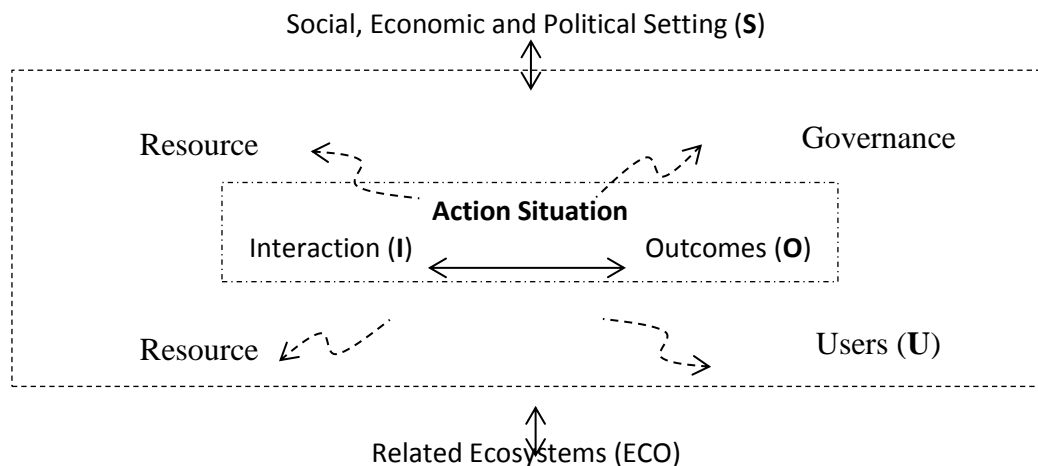 Social, Economic and Political Setting (S)
Resource
Governance
Action Situation
Interaction (I)
Outcomes (O)
Resource
Users (U)
Related Ecosystems (ECO)